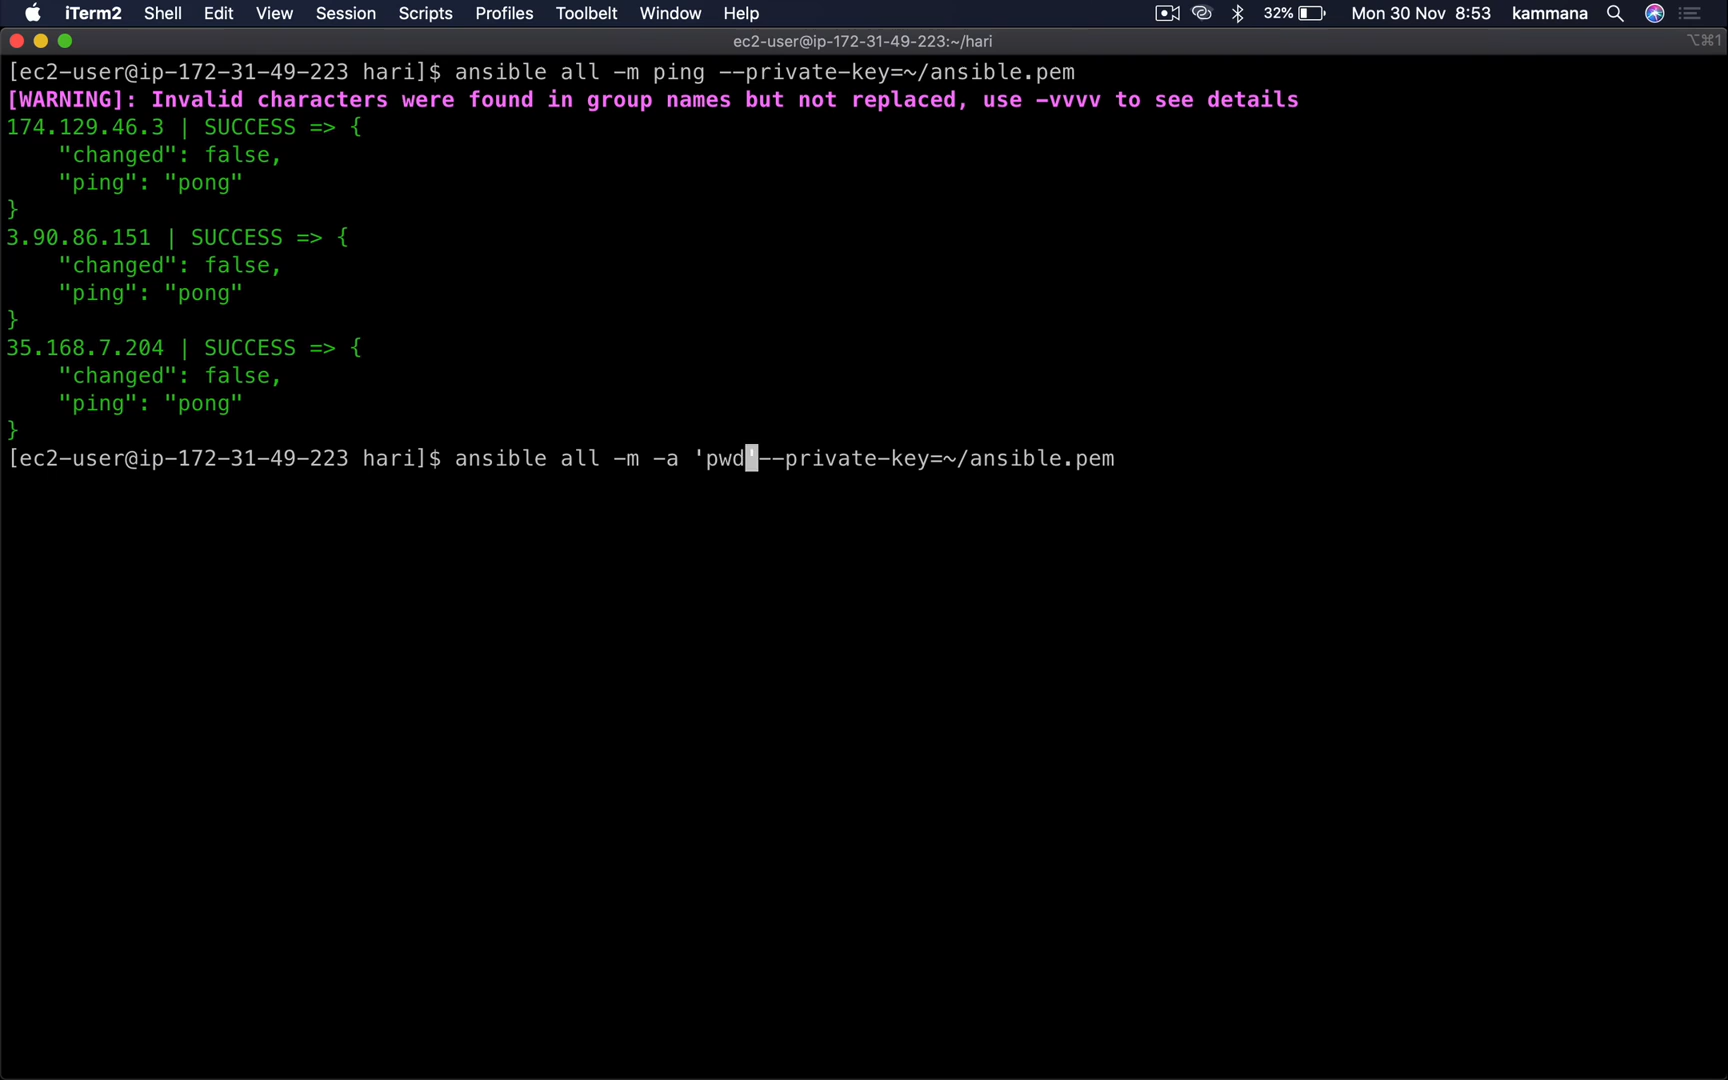 iTerm2 Shell Edit View Session Scripts Profiles Toolbelt Window Help 32% Mon 30 Nov 8:53 kammana
ec2-user@ip-172-31-49-223:~/hari ⌥⌘1
[ec2-user@ip-172-31-49-223 hari]$ ansible all -m ping --private-key=~/ansible.pem
[WARNING]: Invalid characters were found in group names but not replaced, use -vvvv to see details
174.129.46.3 | SUCCESS => {
    "changed": false,
    "ping": "pong"
}
3.90.86.151 | SUCCESS => {
    "changed": false,
    "ping": "pong"
}
35.168.7.204 | SUCCESS => {
    "changed": false,
    "ping": "pong"
}
[ec2-user@ip-172-31-49-223 hari]$ ansible all -m -a 'pwd'--private-key=~/ansible.pem